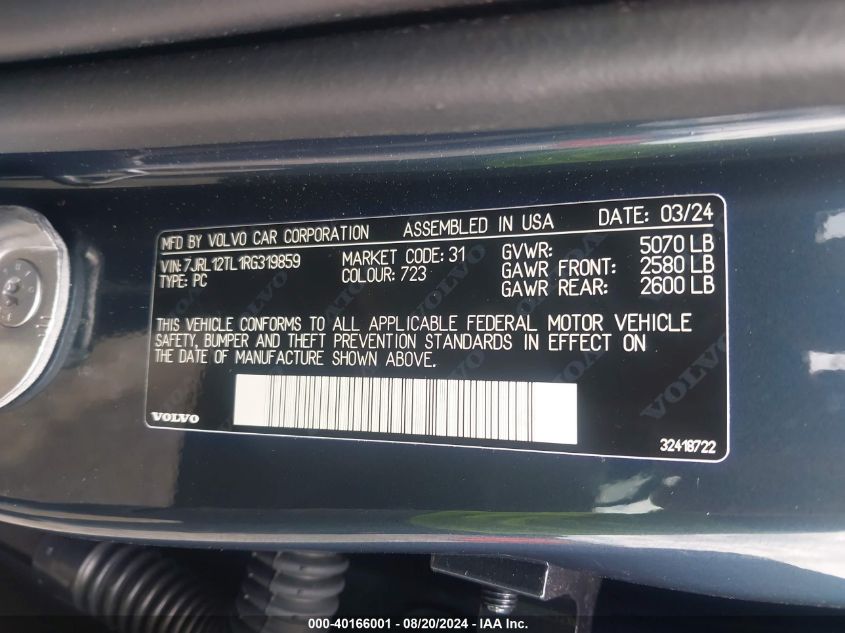 MFD BY VOLVO CAR CORPORATION ASSEMBLED IN USA DATE: 03/24
VIN:7JRL12TL1RG319859 MARKET CODE: 31 GVWR: 5070 LB
TYPE: PC COLOUR: 723 GAWR FRONT: 2580 LB
GAWR REAR: 2600 LB
THIS VEHICLE CONFORMS TO ALL APPLICABLE FEDERAL MOTOR VEHICLE
SAFETY, BUMPER AND THEFT PREVENTION STANDARDS IN EFFECT ON
THE DATE OF MANUFACTURE SHOWN ABOVE.
VOLVO
32418722
000-40166001 - 08/20/2024 - IAA Inc.